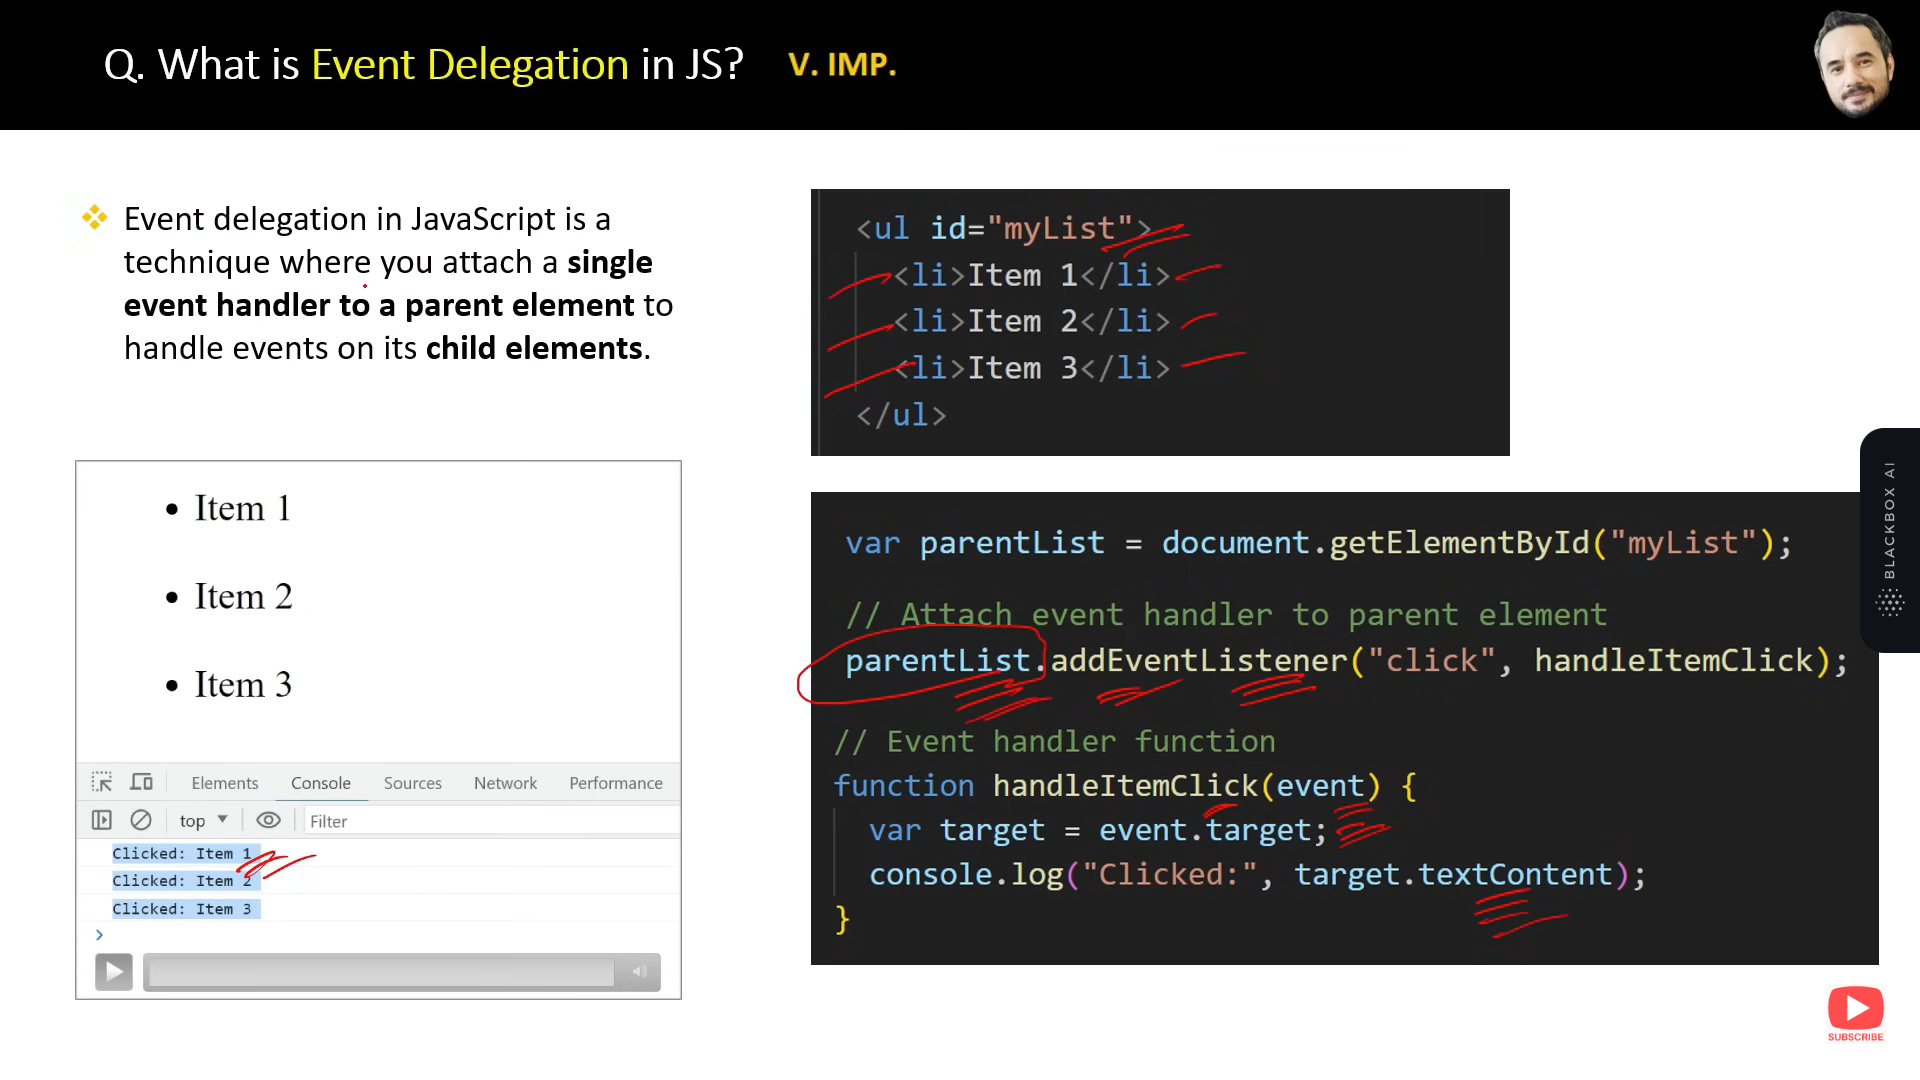 Q. What is Event Delegation in JS? V. IMP.
Event delegation in JavaScript is a
technique where you attach a single
event handler to a parent element to
handle events on its child elements.
<ul id="myList">
<li>Item 1</li>
<li>Item 2</li>
<li>Item 3</li>
</ul>
Item 1
Item 2
Item 3
Elements Console Sources Network Performance
top Filter
Clicked: Item 1
Clicked: Item 2
Clicked: Item 3
>
var parentList = document.getElementById("myList");
// Attach event handler to parent element
parentList.addEventListener("click", handleItemClick);
// Event handler function
function handleItemClick(event) {
var target = event.target;
console.log("Clicked:", target.textContent);
}
BLACKBOX AI
SUBSCRIBE